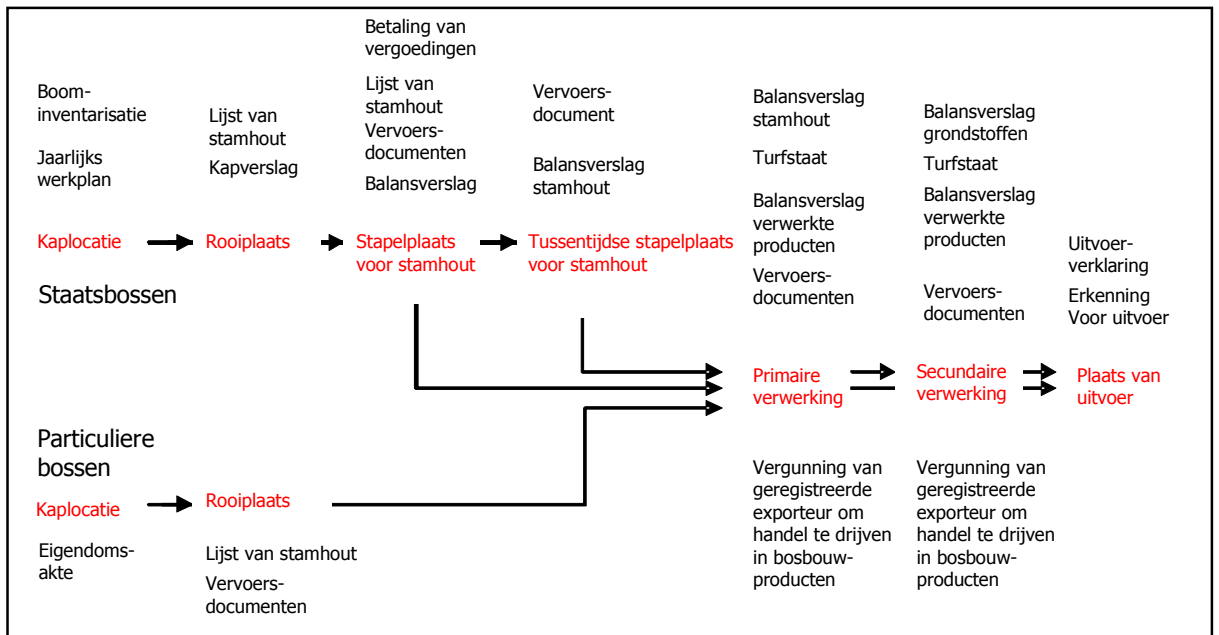 Boom-
inventarisatie
Jaarlijks
werkplan
Kaplocatie
Staatsbossen
Lijst van
stamhout
Kapverslag
Rooiplaats
Betaling van
vergoedingen
Lijst van
stamhout
Vervoers-
documenten
Balansverslag
Stapelplaats
voor stamhout
Vervoers-
document
Balansverslag
stamhout
Tussentijdse stapelplaats
voor stamhout
Balansverslag
stamhout
Turfstaat
Balansverslag
verwerkte
producten
Vervoers-
documenten
Primaire
verwerking
Vergunning van
geregistreerde
exporteur om
handel te drijven
in bosbouw-
producten
Balansverslag
grondstoffen
Turfstaat
Balansverslag
verwerkte
producten
Vervoers-
documenten
Secundaire
verwerking
Vergunning van
geregistreerde
exporteur om
handel te drijven
in bosbouw-
producten
Uitvoer-
verklaring
Erkenning
Voor uitvoer
Plaats van
uitvoer
Particuliere
bossen
Kaplocatie
Eigendoms-
akte
Rooiplaats
Lijst van stamhout
Vervoers-
documenten